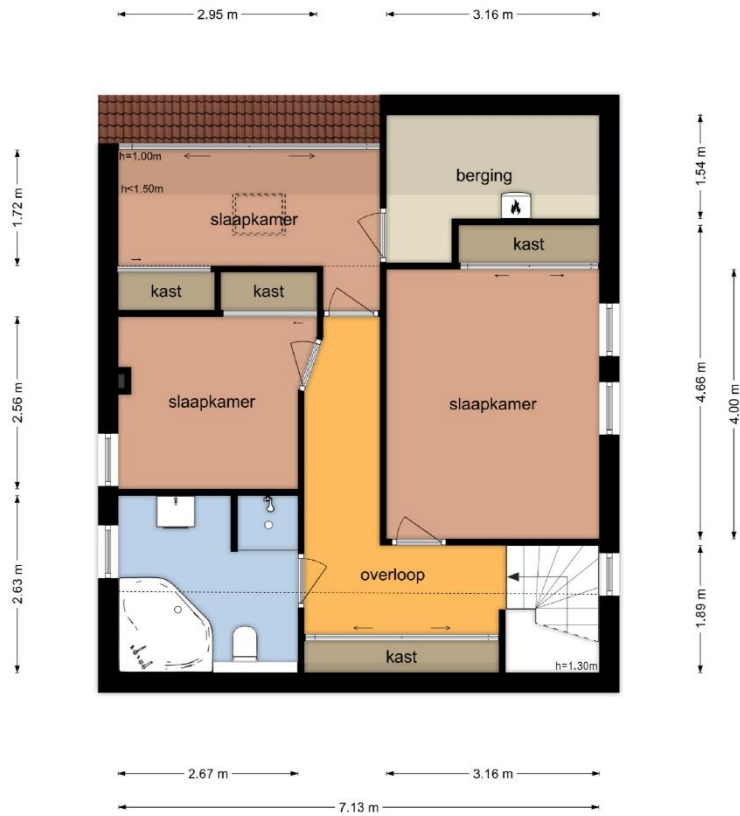 2.95 m
3.16 m
h=1.00m
h<1.50m
slaapkamer
berging
kast
kast
kast
1.72 m
1.54 m
slaapkamer
slaapkamer
2.56 m
4.66 m
4.00 m
overloop
2.63 m
1.89 m
kast
h=1.30m
2.67 m
3.16 m
7.13 m